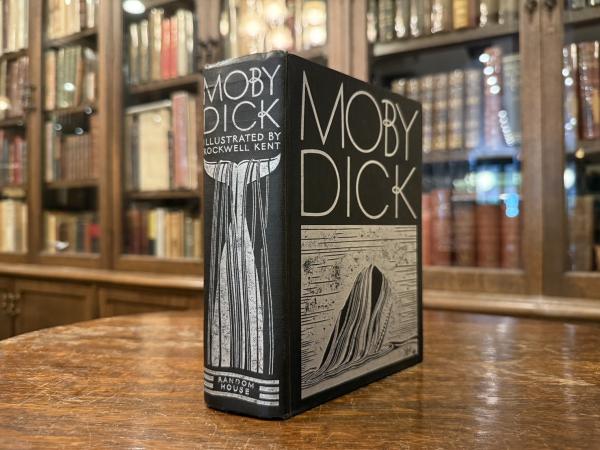 MOBY
DICK
ILLUSTRATED BY
ROCKWELL KENT
RANDOM
HOUSE
MOBY
DICK